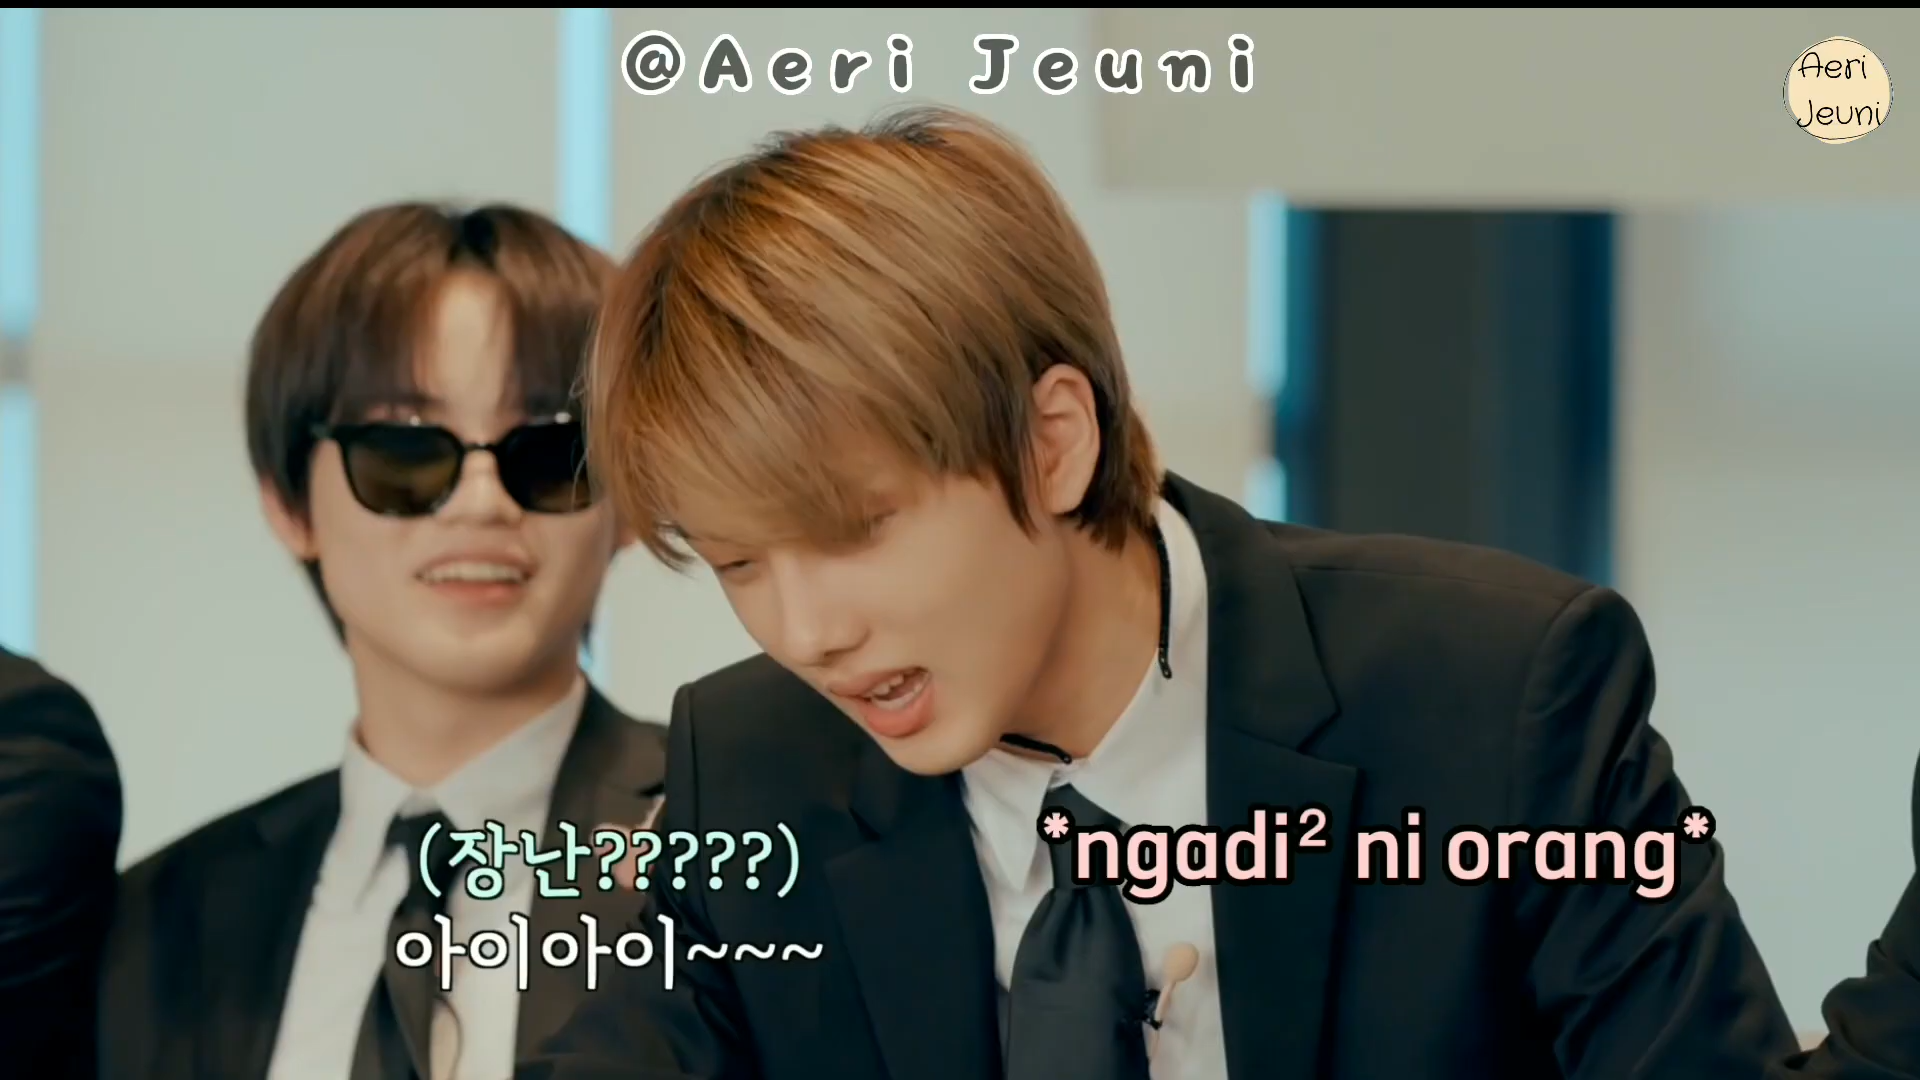 @Aeri Jeuni
Aeri
Jeuni
(장난?????)
아이아이~~~
*ngadi² ni orang*